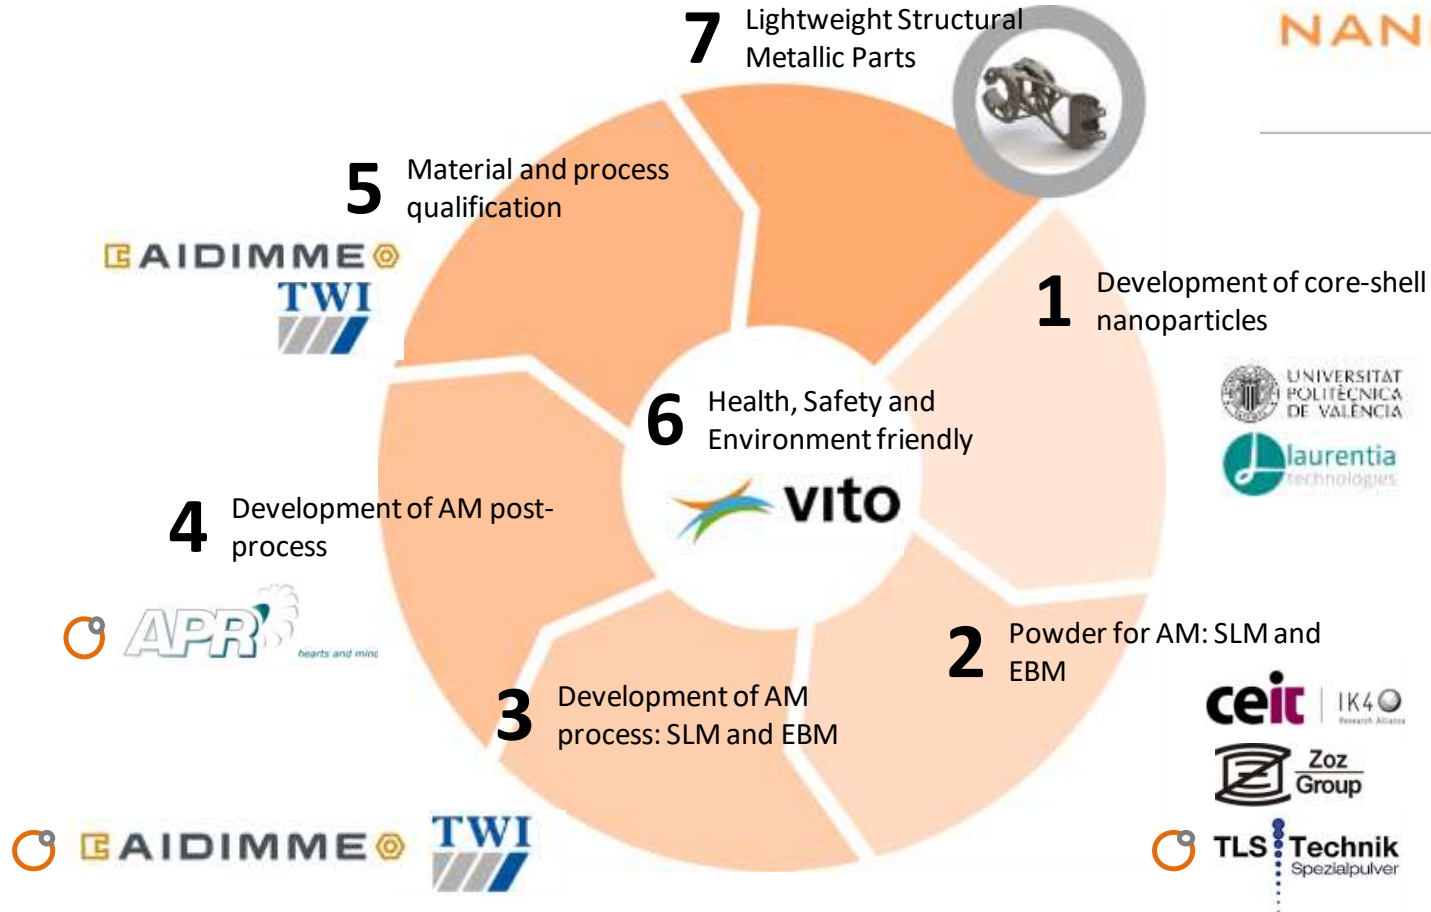 7
Lightweight Structural
Metallic Parts
NAN
5
Material and process
qualification
AIDIMME
TWI
1
Development of core-shell
nanoparticles
UNIVERSITAT
POLITÈCNICA
DE VALÈNCIA
laurentia
technologies
6
Health, Safety and
Environment friendly
vito
4
Development of AM post-
process
APR
hearts and mind
2
Powder for AM: SLM and
EBM
ceit IK4
Research Alliance
Zoz
Group
TLS Technik
Spezialpulver
3
Development of AM
process: SLM and EBM
AIDIMME
TWI